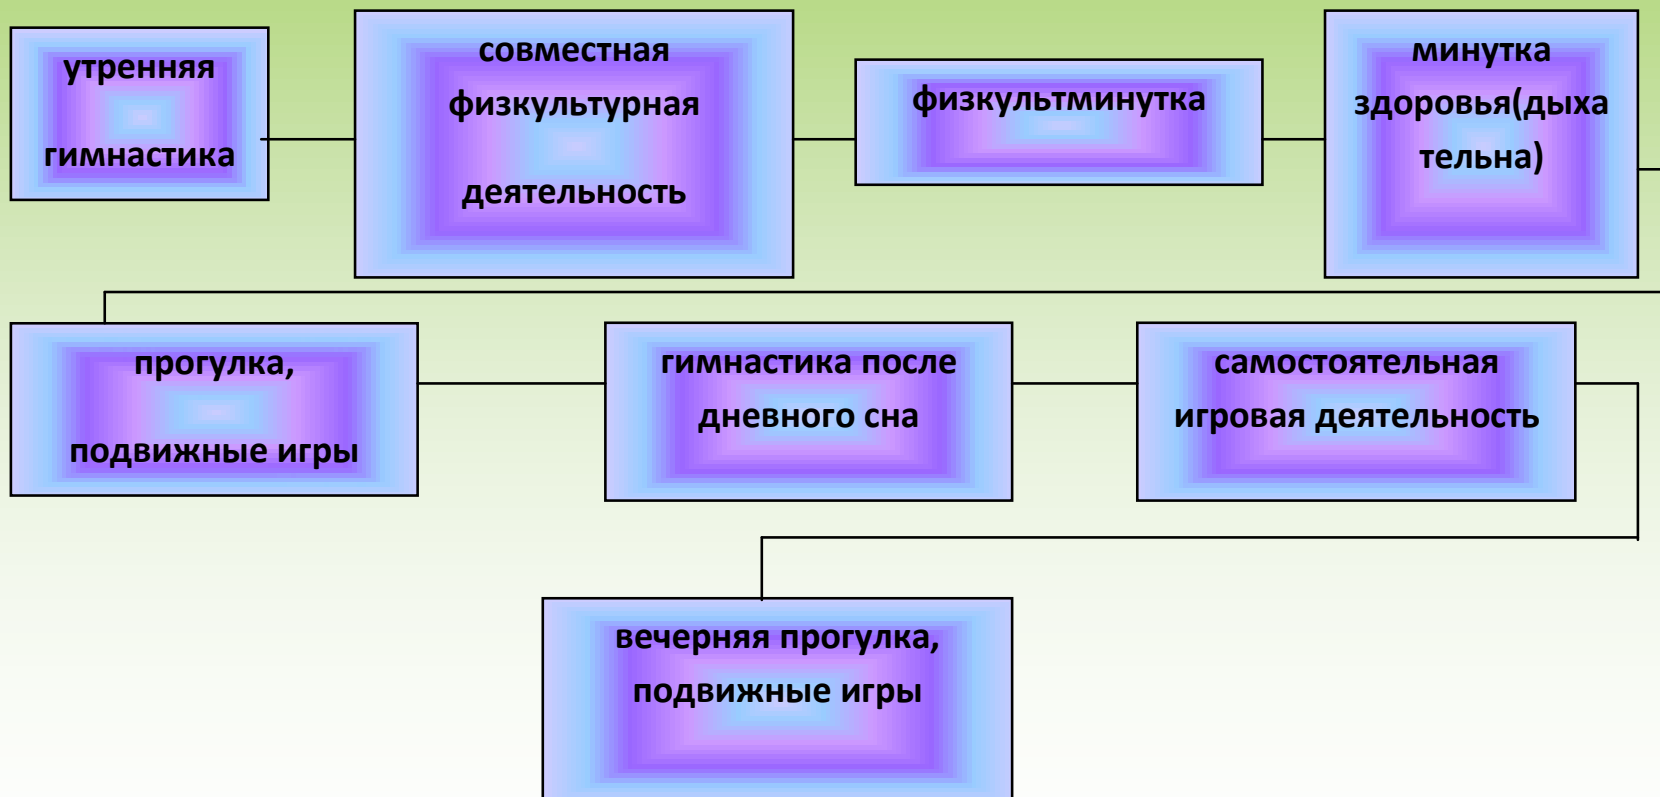 утренняя
гимнастика
совместная
физкультурная
деятельность
физкультминутка
минутка
здоровья(дыха
тельна)
прогулка,
подвижные игры
гимнастика после
дневного сна
самостоятельная
игровая деятельность
вечерняя прогулка,
подвижные игры